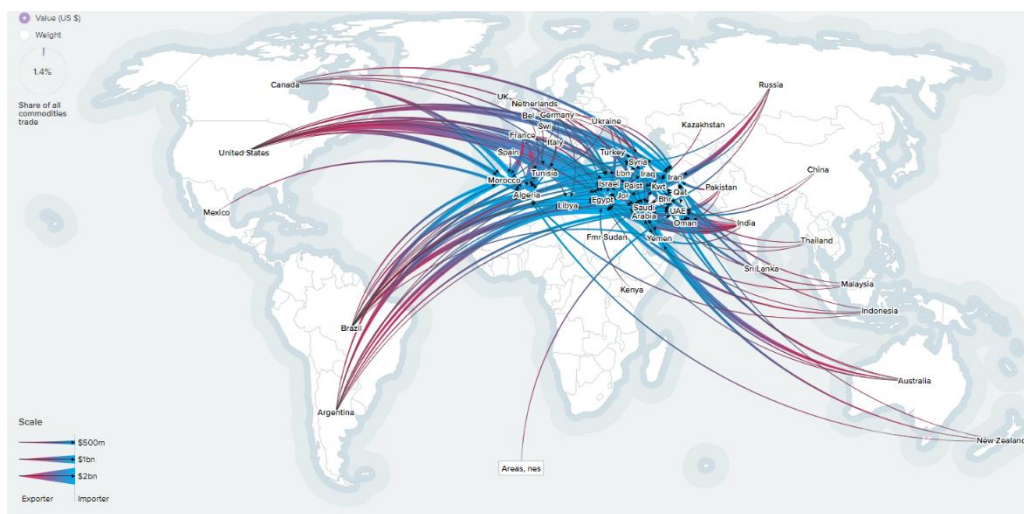 Value (US $)
Weight
1.4%
Share of all
commodities
trade
Canada
Russia
UK
Netherlands
Bel
Germany
Swi
Ukraine
Kazakhstan
France
Italy
United States
Spain
Turkey
Syria
China
Morocco
Tunisia
Lbn
Iraq
Iran
Israel
Palst
Kwt
Pakistan
Algeria
Egypt
Jor
Bhr
Qat
Libya
Saudi
Arabia
UAE
Mexico
Oman
India
Fmr Sudan
Yemen
Thailand
Sri Lanka
Kenya
Malaysia
Indonesia
Brazil
Australia
Argentina
New Zealand
Areas, nes
Scale
$500m
$1bn
$2bn
Exporter
Importer